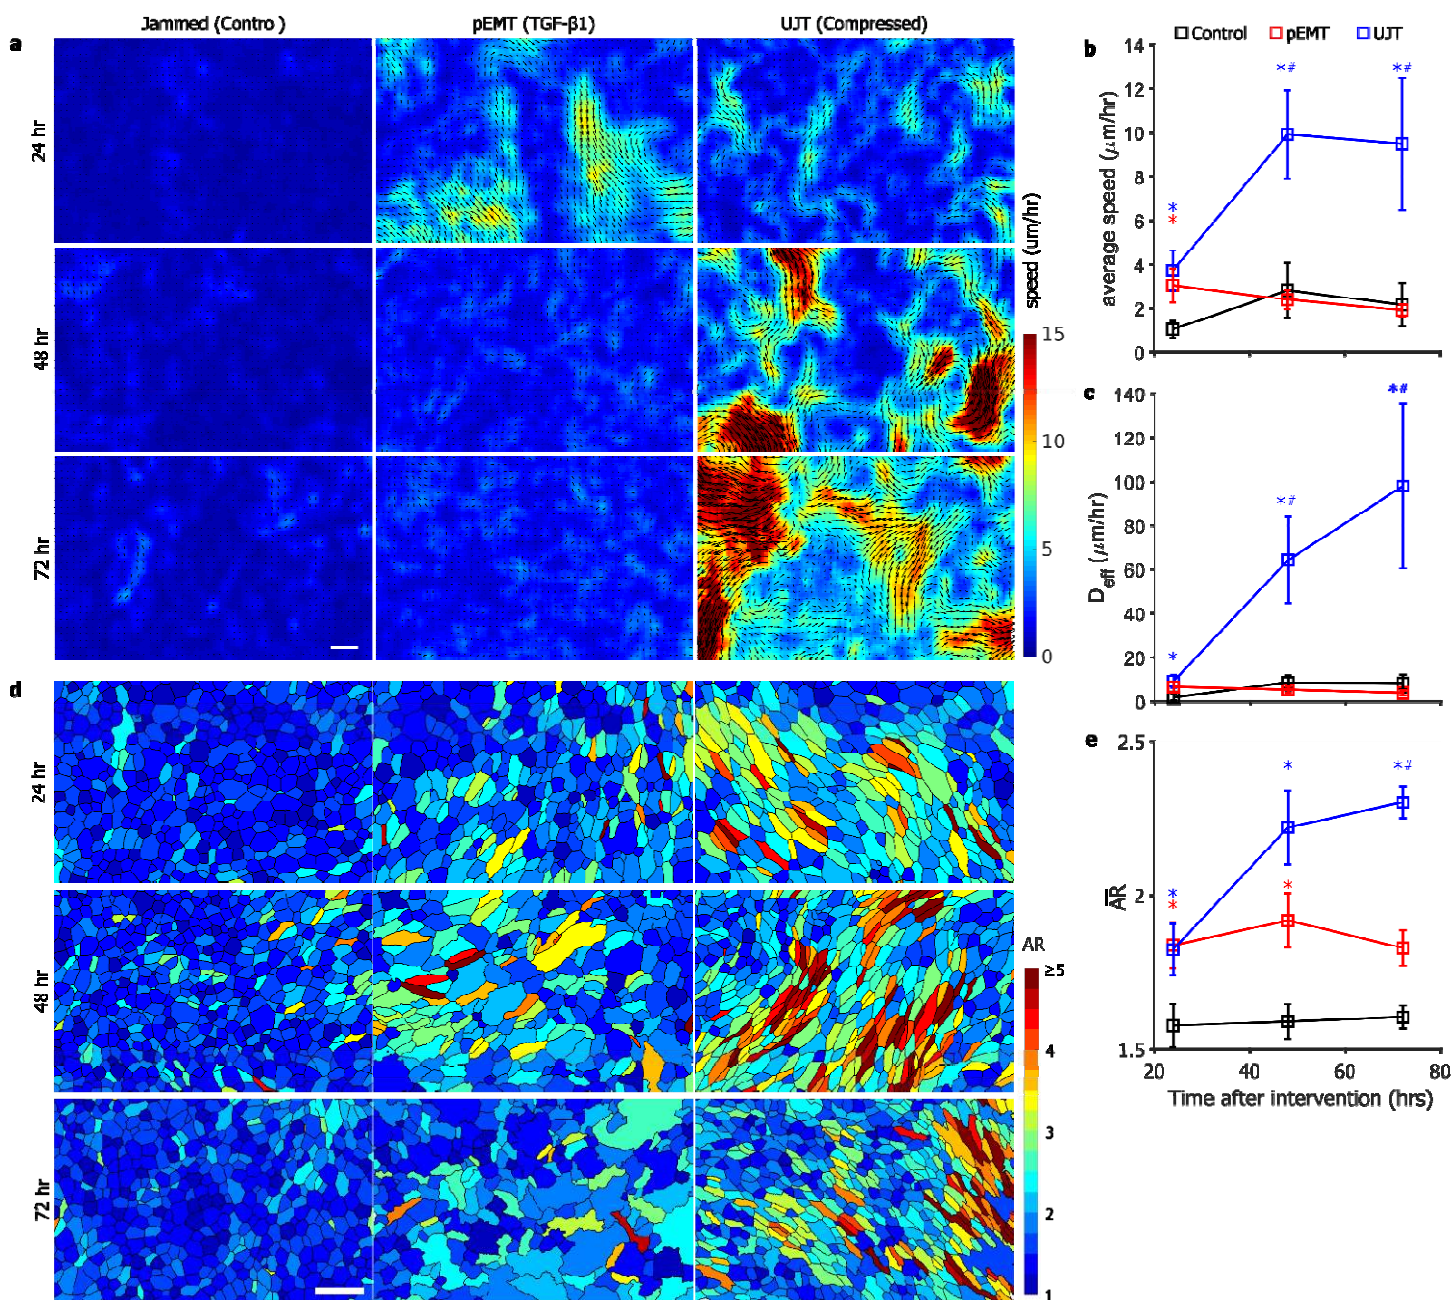 a
Jammed (Contro )
pEMT (TGF-β1)
UJT (Compressed)
24 hr
48 hr
72 hr
speed (um/hr)
15
10
5
0
Control
pEMT
UJT
b
14
12
10
8
6
4
2
0
average speed (μm/hr)
*
*
*#
*#
c
140
120
100
80
60
40
20
0
D_eff (μm/hr)
*
*#
*#
d
24 hr
48 hr
72 hr
AR
≥5
4
3
2
1
e
2.5
2
1.5
AR
*
*
*
*
*#
20
40
60
80
Time after intervention (hrs)